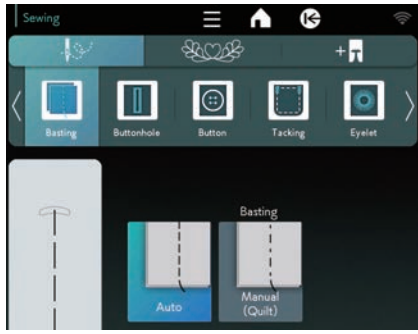 Sewing
+
Basting Buttonhole Button Tacking Eyelet
Basting
Auto
Manual
(Quilt)